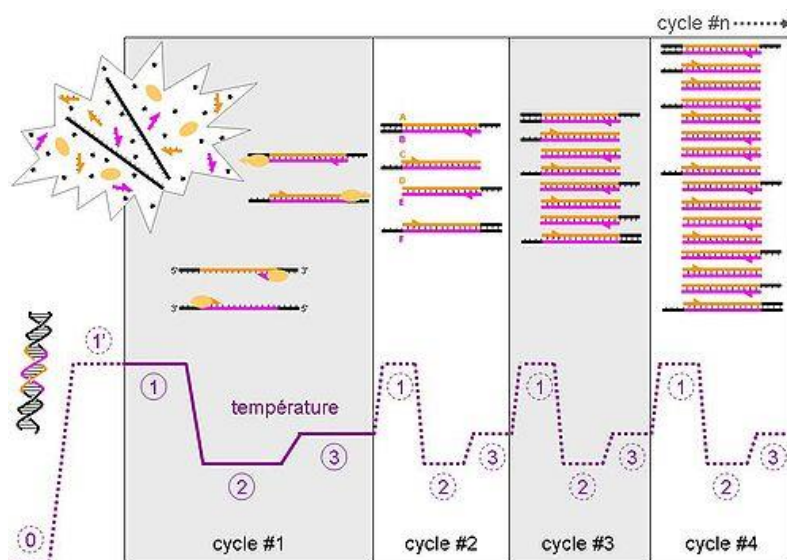 cycle #n
A
B
C
D
E
F
5' 3'
3' 5'
1' 1 1 1 1
température
3 3 3 3
2 2 2 2
0
cycle #1 cycle #2 cycle #3 cycle #4